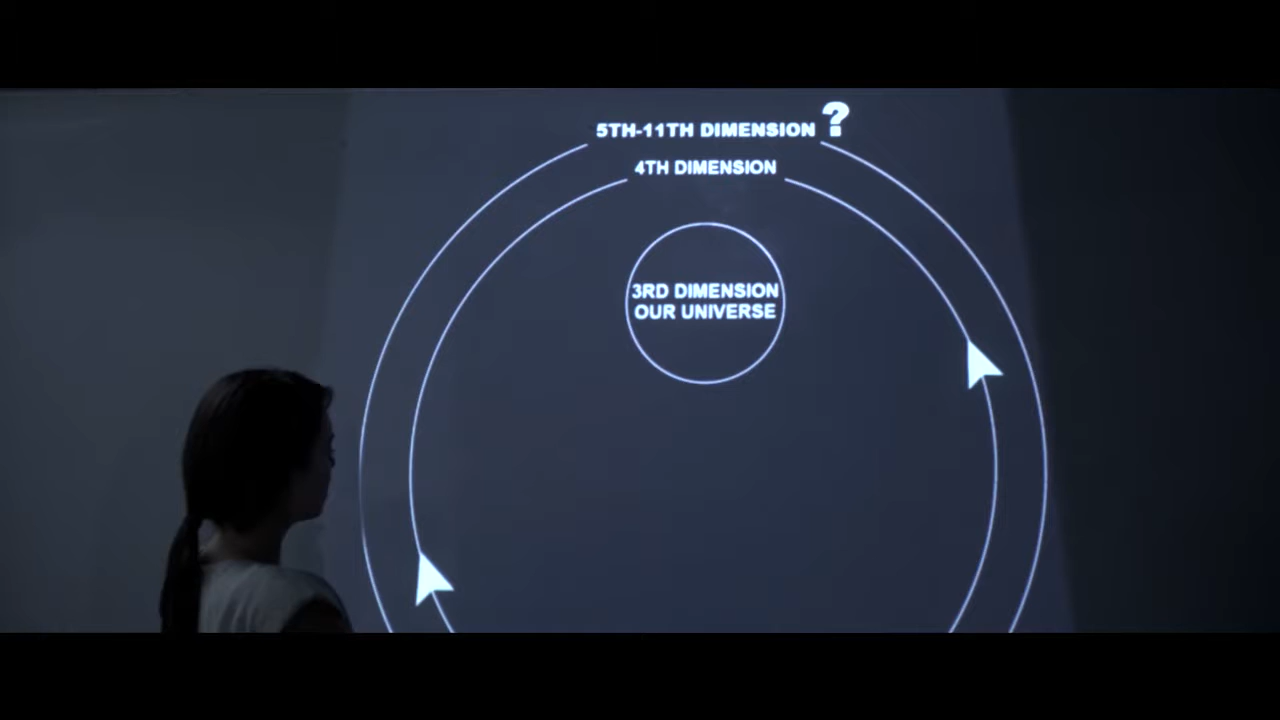 5TH-11TH DIMENSION ?
4TH DIMENSION
3RD DIMENSION
OUR UNIVERSE